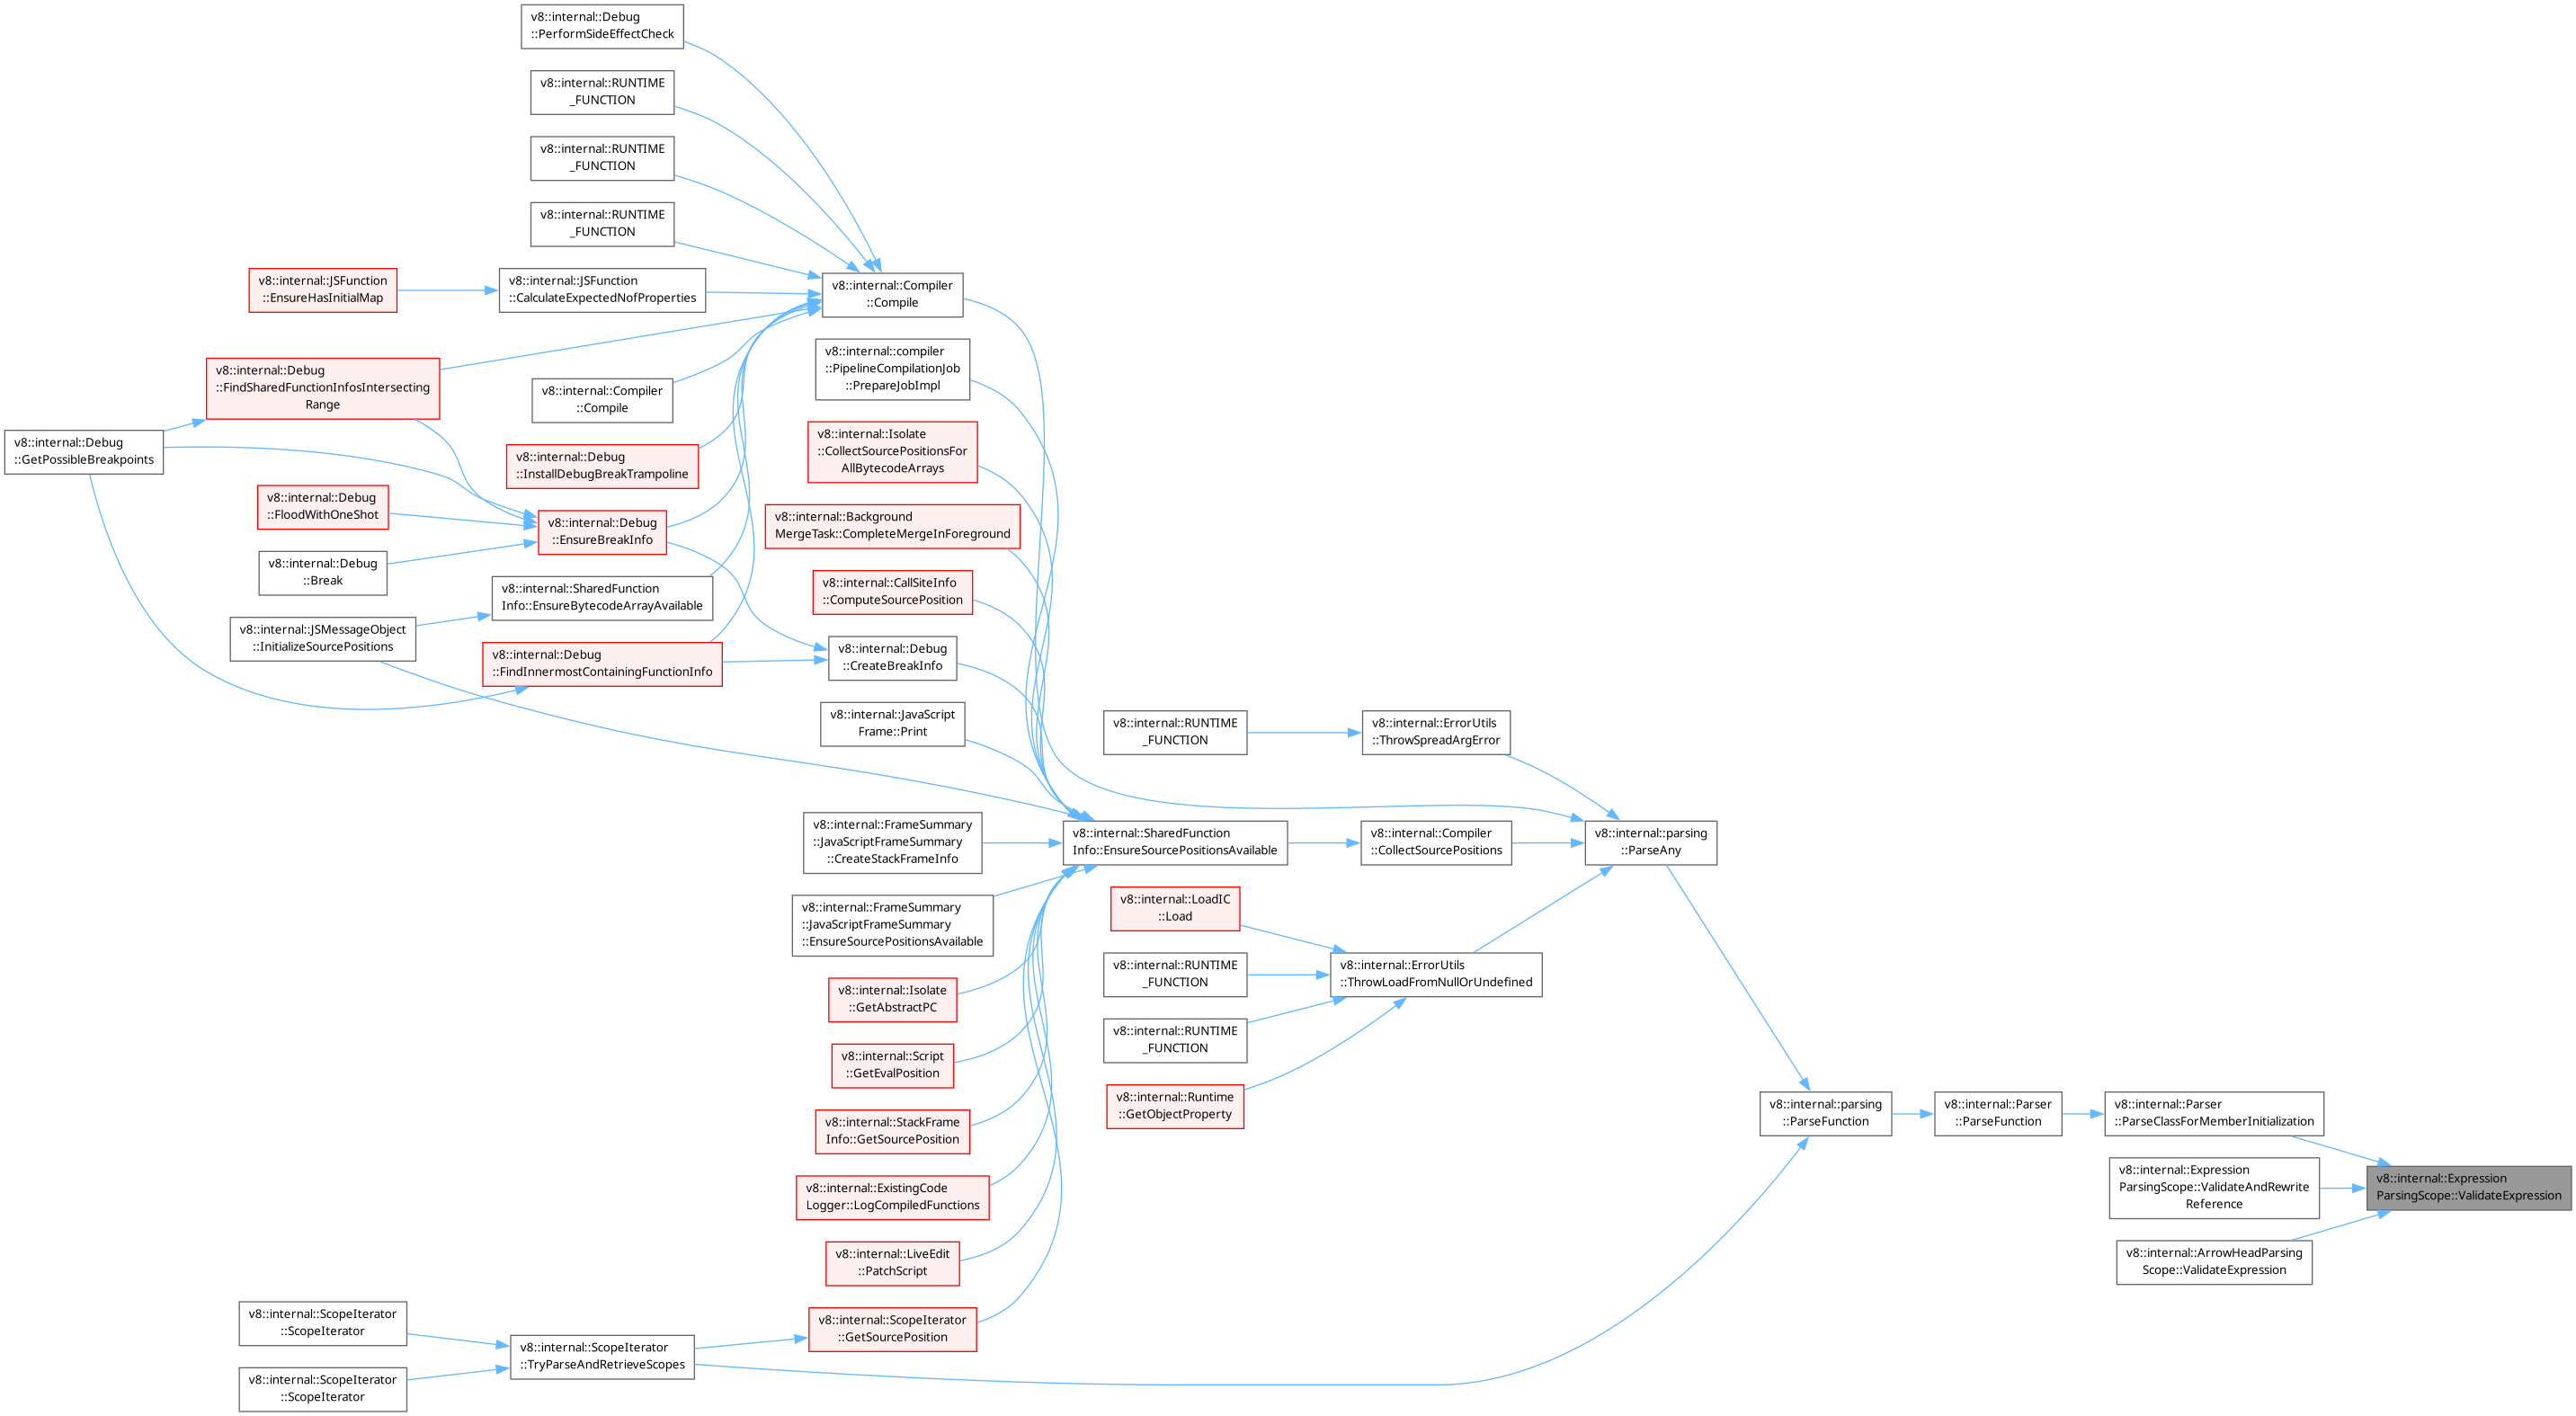 v8::internal::Debug
::PerformSideEffectCheck
v8::internal::RUNTIME
_FUNCTION
v8::internal::RUNTIME
_FUNCTION
v8::internal::RUNTIME
_FUNCTION
v8::internal::JSFunction
::EnsureHasInitialMap
v8::internal::JSFunction
::CalculateExpectedNofProperties
v8::internal::Compiler
::Compile
v8::internal::compiler
::PipelineCompilationJob
::PrepareJobImpl
v8::internal::Debug
::FindSharedFunctionInfosIntersecting
Range
v8::internal::Compiler
::Compile
v8::internal::Isolate
::CollectSourcePositionsFor
AllBytecodeArrays
v8::internal::Debug
::GetPossibleBreakpoints
v8::internal::Debug
::InstallDebugBreakTrampoline
v8::internal::Debug
::FloodWithOneShot
v8::internal::Debug
::EnsureBreakInfo
v8::internal::Background
MergeTask::CompleteMergeInForeground
v8::internal::Debug
::Break
v8::internal::SharedFunction
Info::EnsureBytecodeArrayAvailable
v8::internal::CallSiteInfo
::ComputeSourcePosition
v8::internal::JSMessageObject
::InitializeSourcePositions
v8::internal::Debug
::FindInnermostContainingFunctionInfo
v8::internal::Debug
::CreateBreakInfo
v8::internal::JavaScript
Frame::Print
v8::internal::RUNTIME
_FUNCTION
v8::internal::ErrorUtils
::ThrowSpreadArgError
v8::internal::FrameSummary
::JavaScriptFrameSummary
::CreateStackFrameInfo
v8::internal::SharedFunction
Info::EnsureSourcePositionsAvailable
v8::internal::Compiler
::CollectSourcePositions
v8::internal::parsing
::ParseAny
v8::internal::FrameSummary
::JavaScriptFrameSummary
::EnsureSourcePositionsAvailable
v8::internal::LoadIC
::Load
v8::internal::Isolate
::GetAbstractPC
v8::internal::RUNTIME
_FUNCTION
v8::internal::ErrorUtils
::ThrowLoadFromNullOrUndefined
v8::internal::Script
::GetEvalPosition
v8::internal::RUNTIME
_FUNCTION
v8::internal::StackFrame
Info::GetSourcePosition
v8::internal::Runtime
::GetObjectProperty
v8::internal::parsing
::ParseFunction
v8::internal::Parser
::ParseFunction
v8::internal::Parser
::ParseClassForMemberInitialization
v8::internal::ExistingCode
Logger::LogCompiledFunctions
v8::internal::Expression
ParsingScope::ValidateAndRewrite
Reference
v8::internal::Expression
ParsingScope::ValidateExpression
v8::internal::LiveEdit
::PatchScript
v8::internal::ArrowHeadParsing
Scope::ValidateExpression
v8::internal::ScopeIterator
::ScopeIterator
v8::internal::ScopeIterator
::GetSourcePosition
v8::internal::ScopeIterator
::TryParseAndRetrieveScopes
v8::internal::ScopeIterator
::ScopeIterator